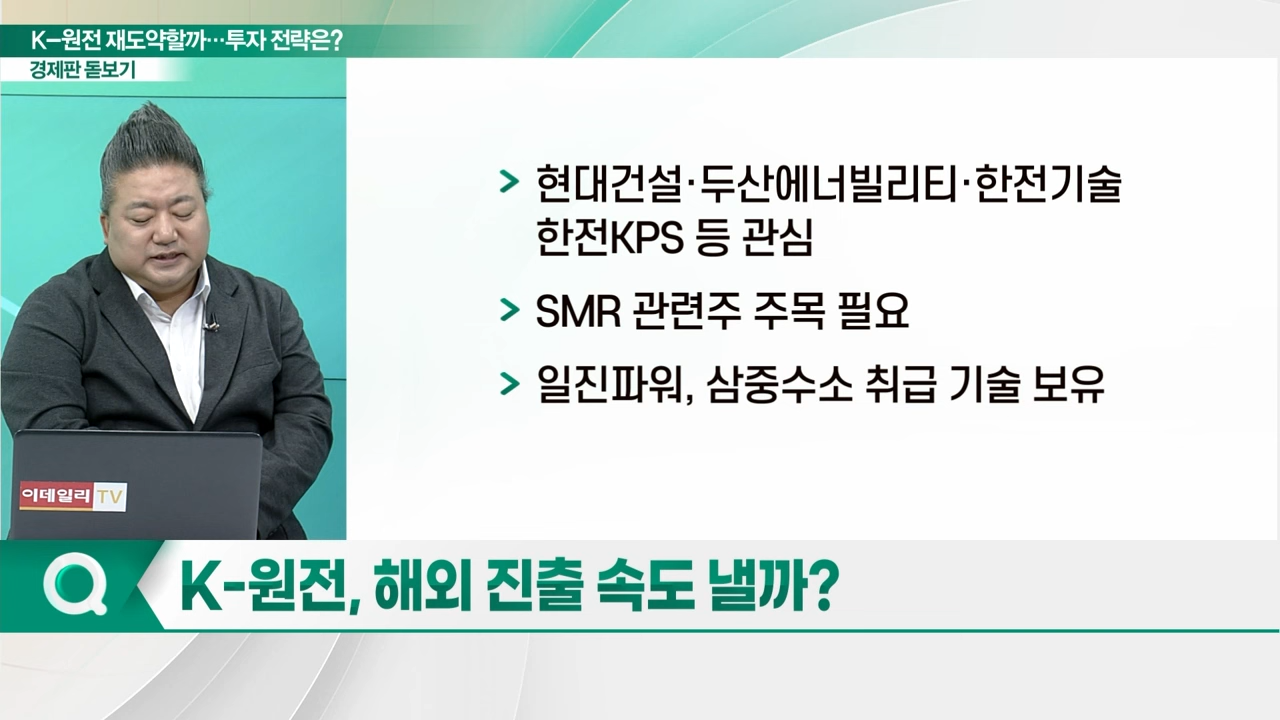 K-원전 재도약할까…투자 전략은?
경제판 돋보기
> 현대건설·두산에너빌리티·한전기술
한전KPS 등 관심
> SMR 관련주 주목 필요
> 일진파워, 삼중수소 취급 기술 보유
이데일리TV
K-원전, 해외 진출 속도 낼까?